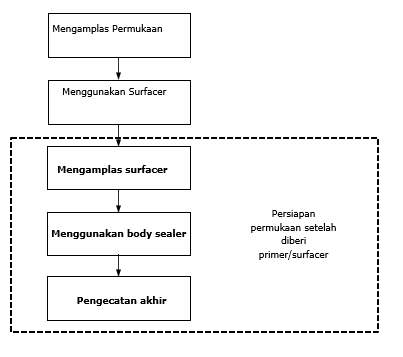 Mengamplas Permukaan
Menggunakan Surfacer
Mengamplas surfacer
Menggunakan body sealer
Pengecatan akhir
Persiapan
permukaan setelah
diberi
primer/surfacer